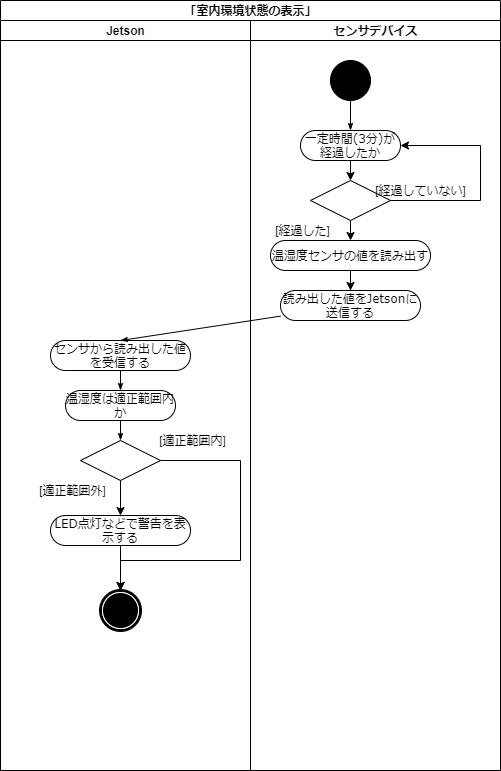 「室内環境状態の表示」
Jetson
センサデバイス
一定時間(3分)が
経過したか
[経過していない]
[経過した]
温湿度センサの値を読み出す
読み出した値をJetsonに
送信する
センサから読み出した値
を受信する
温湿度は適正範囲内
か
[適正範囲内]
[適正範囲外]
LED点灯などで警告を表
示する